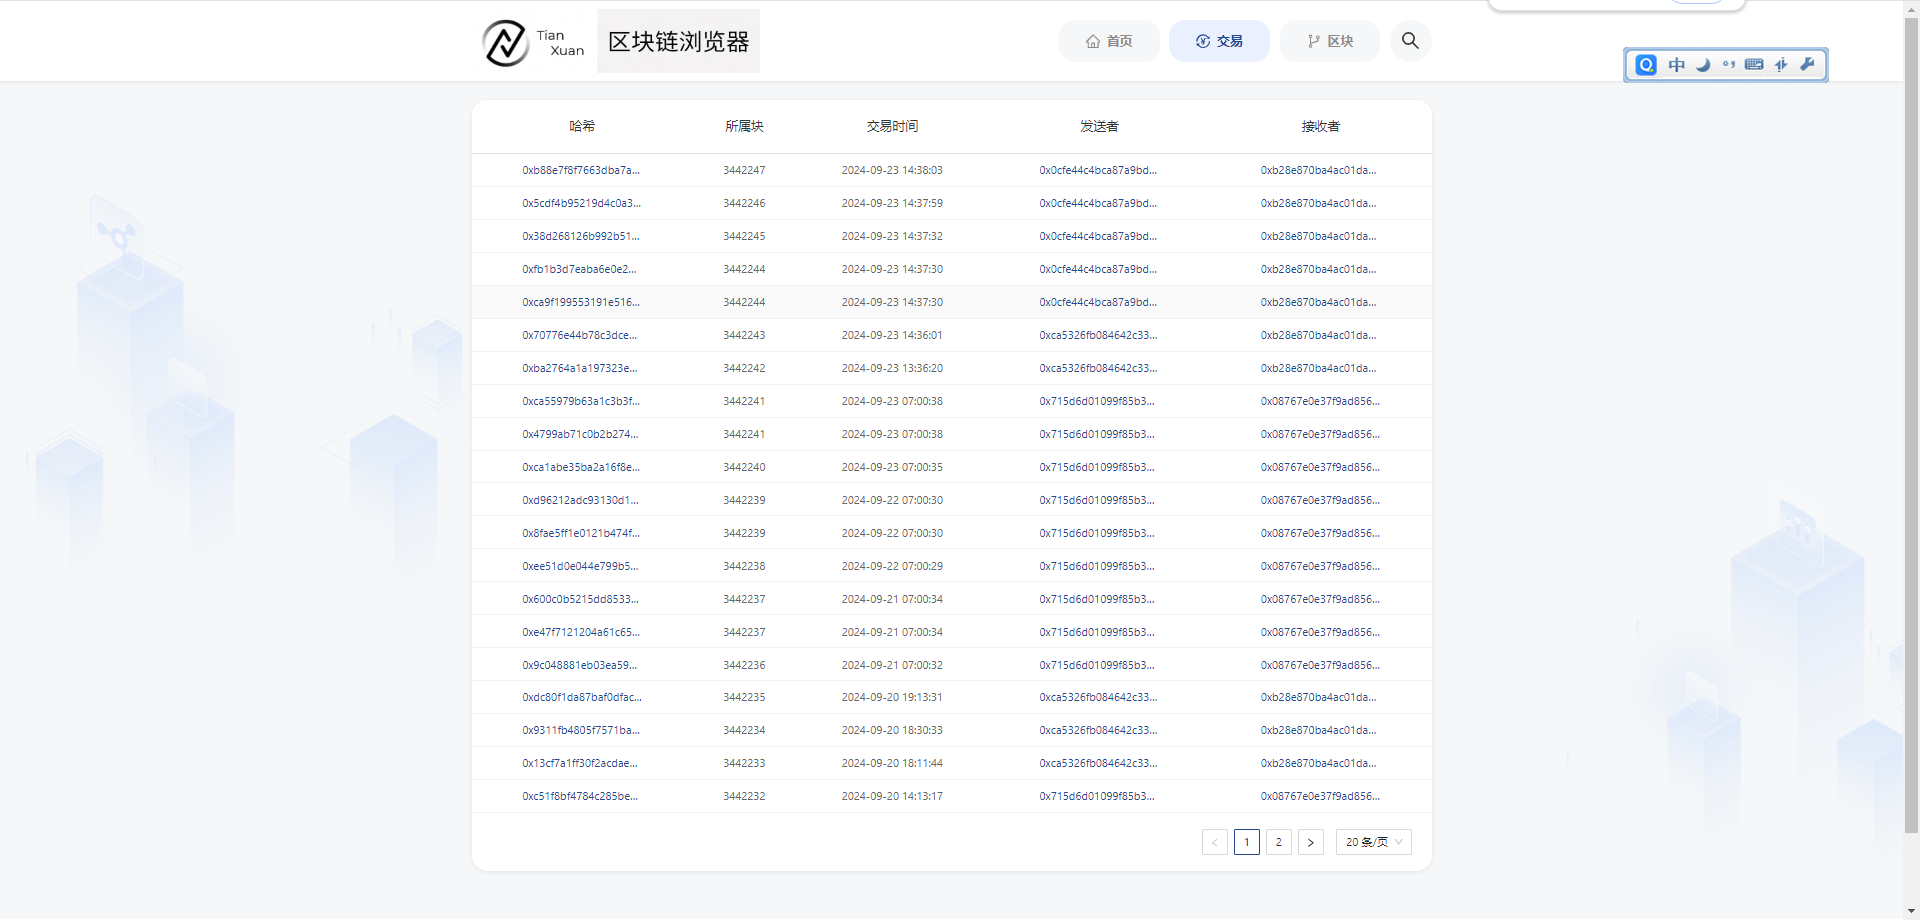 Tian
Xuan
区块链浏览器
首页
交易
区块
中
哈希 所属块 交易时间 发送者 接收者
0xb88e7f8f7663dba7a... 3442247 2024-09-23 14:38:03 0x0cfe44c4bca87a9bd... 0xb28e870ba4ac01da...
0x5cdf4b95219d4c0a3... 3442246 2024-09-23 14:37:59 0x0cfe44c4bca87a9bd... 0xb28e870ba4ac01da...
0x38d268126b992b51... 3442245 2024-09-23 14:37:32 0x0cfe44c4bca87a9bd... 0xb28e870ba4ac01da...
0xfb1b3d7eaba6e0e2... 3442244 2024-09-23 14:37:30 0x0cfe44c4bca87a9bd... 0xb28e870ba4ac01da...
0xca9f199553191e516... 3442244 2024-09-23 14:37:30 0x0cfe44c4bca87a9bd... 0xb28e870ba4ac01da...
0x70776e44b78c3dce... 3442243 2024-09-23 14:36:01 0xca5326fb084642c33... 0xb28e870ba4ac01da...
0xba2764a1a197323e... 3442242 2024-09-23 13:36:20 0xca5326fb084642c33... 0xb28e870ba4ac01da...
0xca55979b63a1c3b3f... 3442241 2024-09-23 07:00:38 0x715d6d01099f85b3... 0x08767e0e37f9ad856...
0x4799ab71c0b2b274... 3442241 2024-09-23 07:00:38 0x715d6d01099f85b3... 0x08767e0e37f9ad856...
0xca1abe35ba2a16f8e... 3442240 2024-09-23 07:00:35 0x715d6d01099f85b3... 0x08767e0e37f9ad856...
0xd96212adc93130d1... 3442239 2024-09-22 07:00:30 0x715d6d01099f85b3... 0x08767e0e37f9ad856...
0x8fae5ff1e0121b474f... 3442239 2024-09-22 07:00:30 0x715d6d01099f85b3... 0x08767e0e37f9ad856...
0xee51d0e044e799b5... 3442238 2024-09-22 07:00:29 0x715d6d01099f85b3... 0x08767e0e37f9ad856...
0x600c0b5215dd8533... 3442237 2024-09-21 07:00:34 0x715d6d01099f85b3... 0x08767e0e37f9ad856...
0xe47f7121204a61c65... 3442237 2024-09-21 07:00:34 0x715d6d01099f85b3... 0x08767e0e37f9ad856...
0x9c048881eb03ea59... 3442236 2024-09-21 07:00:32 0x715d6d01099f85b3... 0x08767e0e37f9ad856...
0xdc80f1da87baf0dfac... 3442235 2024-09-20 19:13:31 0xca5326fb084642c33... 0xb28e870ba4ac01da...
0x9311fb4805f7571ba... 3442234 2024-09-20 18:30:33 0xca5326fb084642c33... 0xb28e870ba4ac01da...
0x13cf7a1ff30f2acdae... 3442233 2024-09-20 18:11:44 0xca5326fb084642c33... 0xb28e870ba4ac01da...
0xc51f8bf4784c285be... 3442232 2024-09-20 14:13:17 0x715d6d01099f85b3... 0x08767e0e37f9ad856...
< 1 2 > 20 条/页